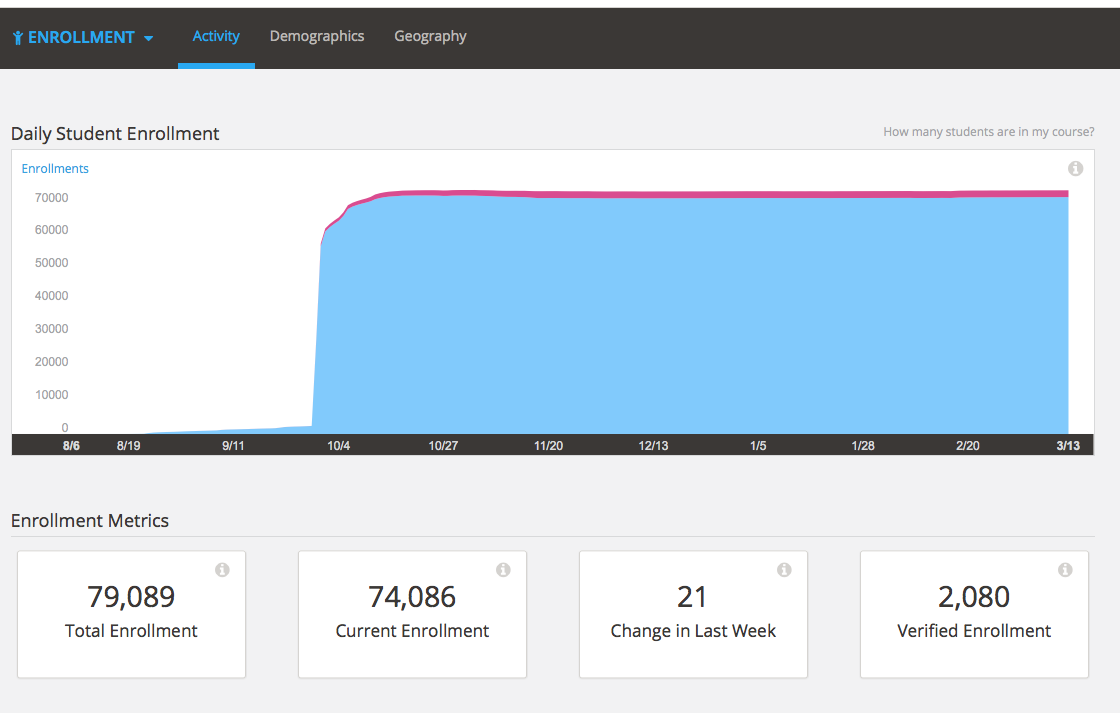 ENROLLMENT Activity Demographics Geography
Daily Student Enrollment How many students are in my course?
Enrollments
70000
60000
50000
40000
30000
20000
10000
0
8/6 8/19 9/11 10/4 10/27 11/20 12/13 1/5 1/28 2/20 3/13
Enrollment Metrics
79,089 74,086 21 2,080
Total Enrollment Current Enrollment Change in Last Week Verified Enrollment